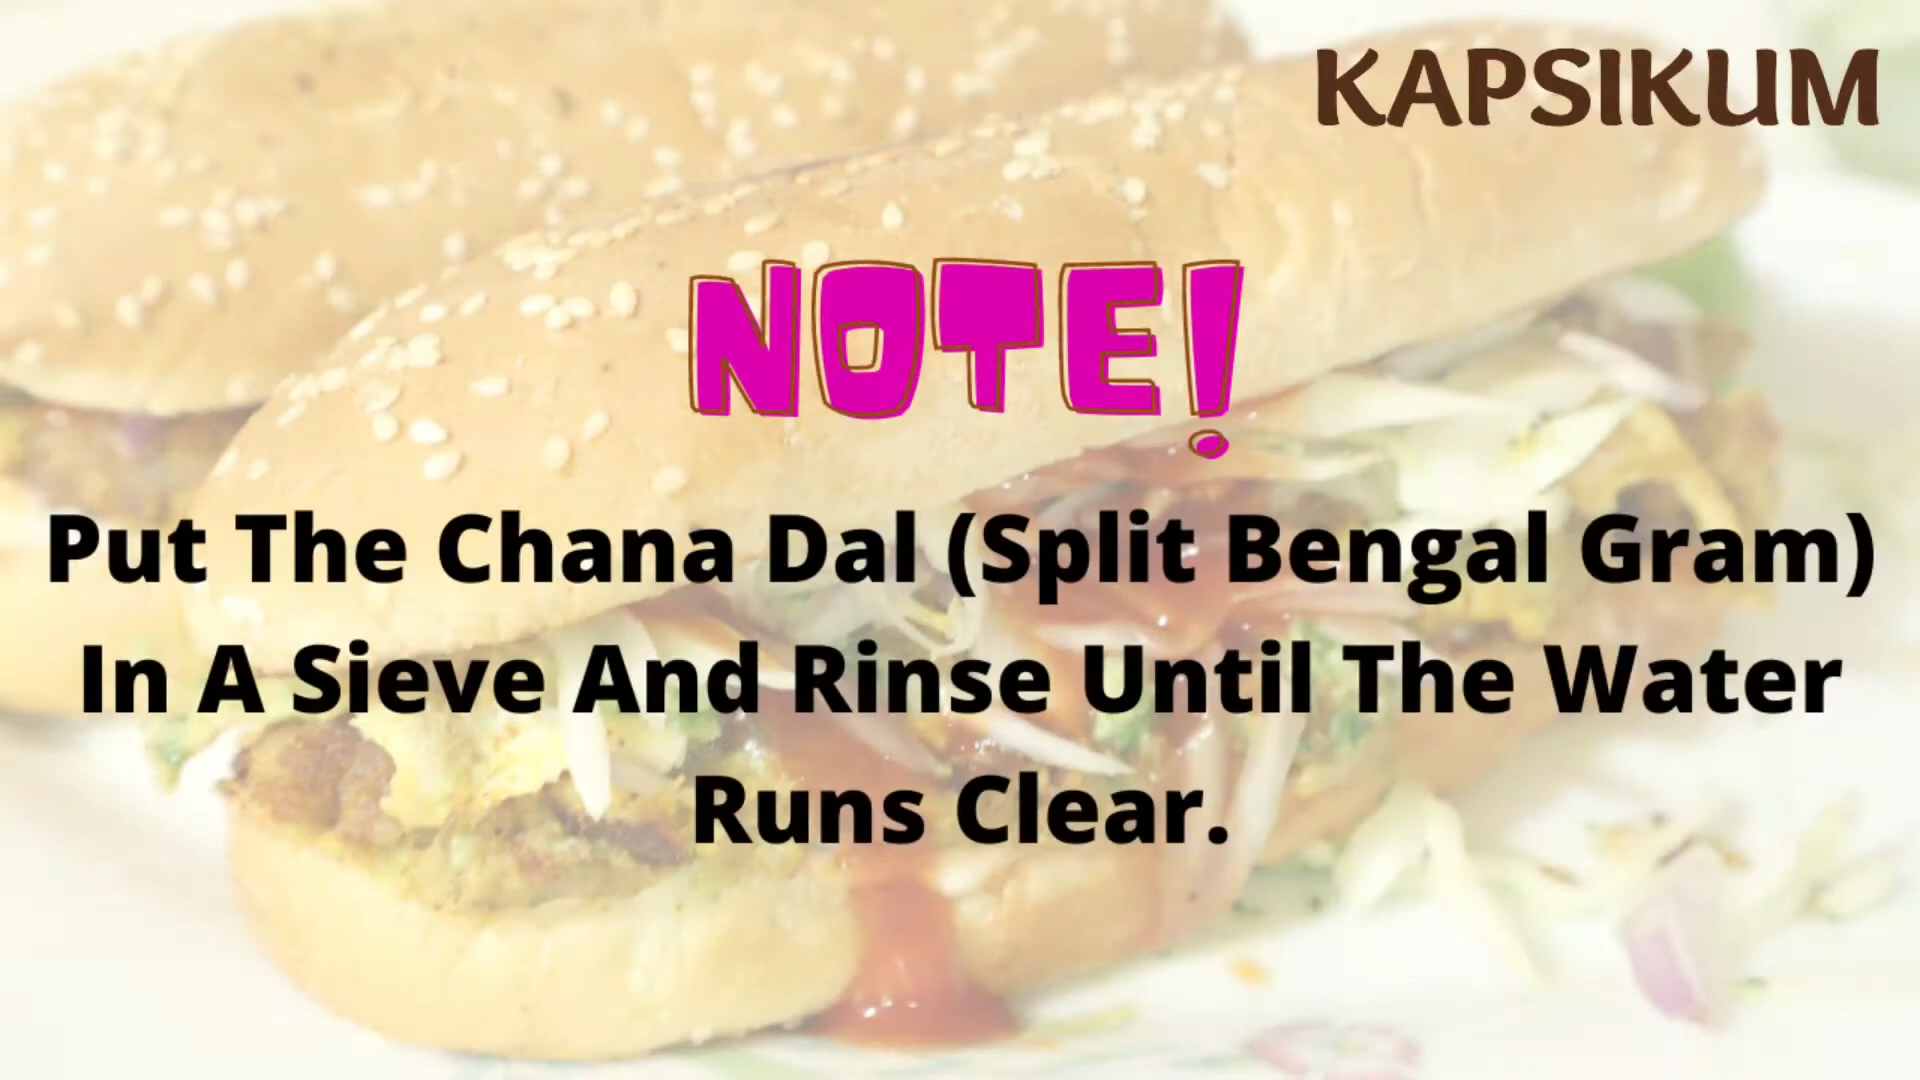 KAPSIKUM
NOTE!
Put The Chana Dal (Split Bengal Gram)
In A Sieve And Rinse Until The Water
Runs Clear.